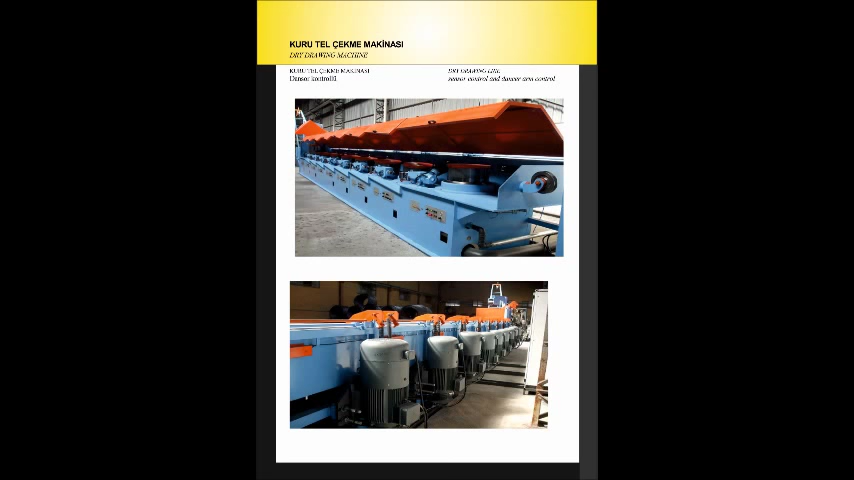 KURU TEL ÇEKME MAKİNASI
DRY DRAWING MACHINE
KURU TEL ÇEKME MAKİNASI
Dansör kontrollü
DRY DRAWING LINE
sensor control and dancer arm control